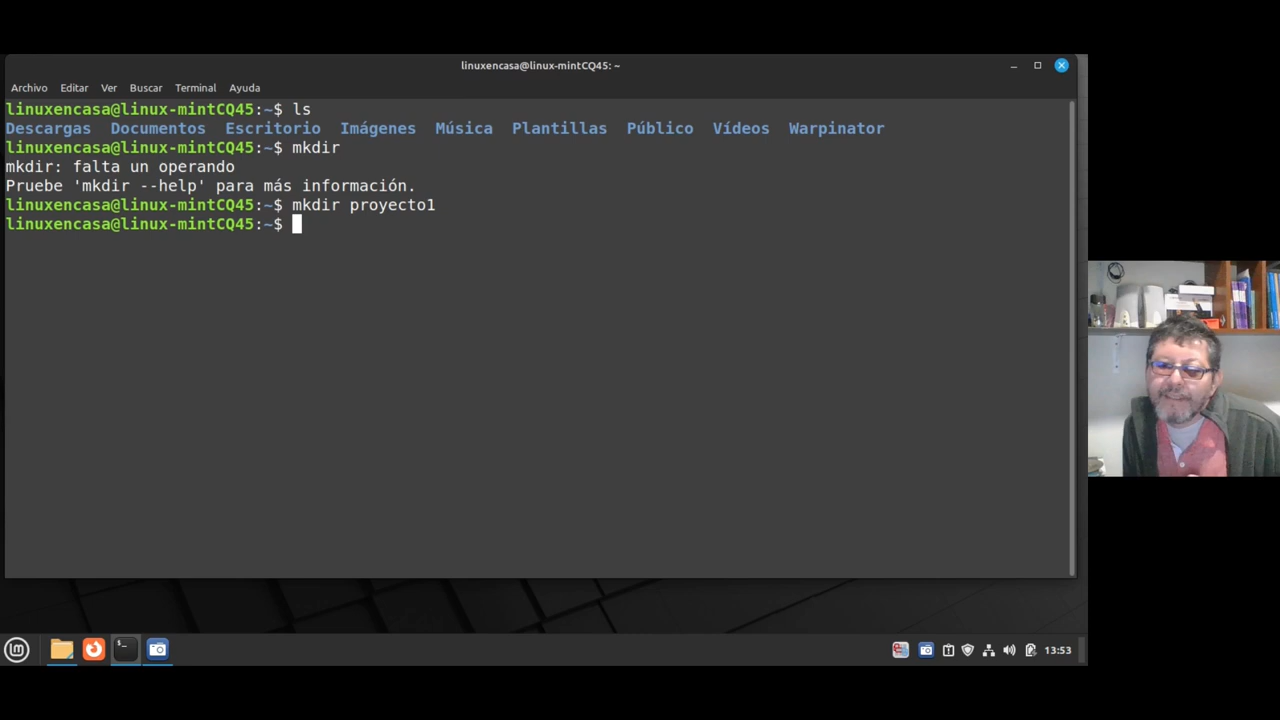 linuxencasa@linux-mintCQ45: ~
Archivo Editar Ver Buscar Terminal Ayuda
linuxencasa@linux-mintCQ45:~$ ls
Descargas Documentos Escritorio Imágenes Música Plantillas Público Vídeos Warpinator
linuxencasa@linux-mintCQ45:~$ mkdir
mkdir: falta un operando
Pruebe 'mkdir --help' para más información.
linuxencasa@linux-mintCQ45:~$ mkdir proyecto1
linuxencasa@linux-mintCQ45:~$
13:53